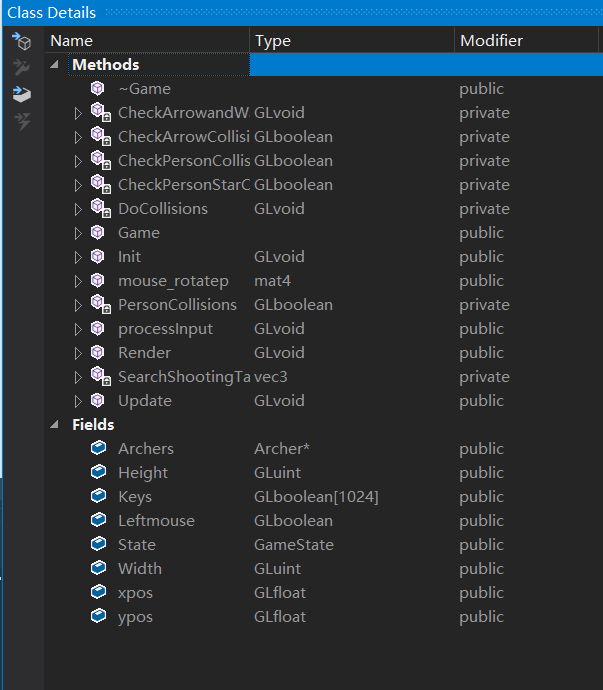 Class Details
Name Type Modifier
Methods
~Game public
CheckArrowandW GLvoid private
CheckArrowCollisi GLboolean private
CheckPersonCollis GLboolean private
CheckPersonStarC GLboolean private
DoCollisions GLvoid private
Game public
Init GLvoid public
mouse_rotatep mat4 public
PersonCollisions GLboolean private
processInput GLvoid public
Render GLvoid public
SearchShootingTa vec3 private
Update GLvoid public
Fields
Archers Archer* public
Height GLuint public
Keys GLboolean[1024] public
Leftmouse GLboolean public
State GameState public
Width GLuint public
xpos GLfloat public
ypos GLfloat public